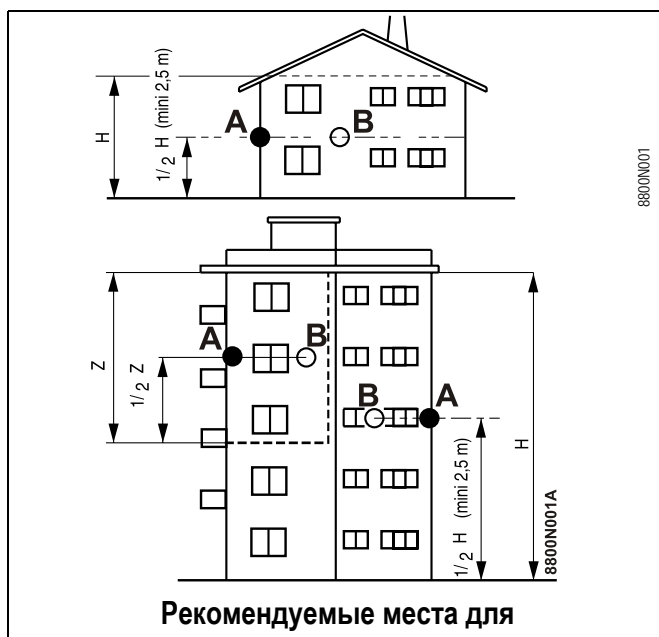 H
1/2 H (mini 2,5 m)
A
B
8800N001
Z
1/2 Z
A
B
B
A
1/2 H (mini 2,5 m)
H
8800N001A
Рекомендуемые места для